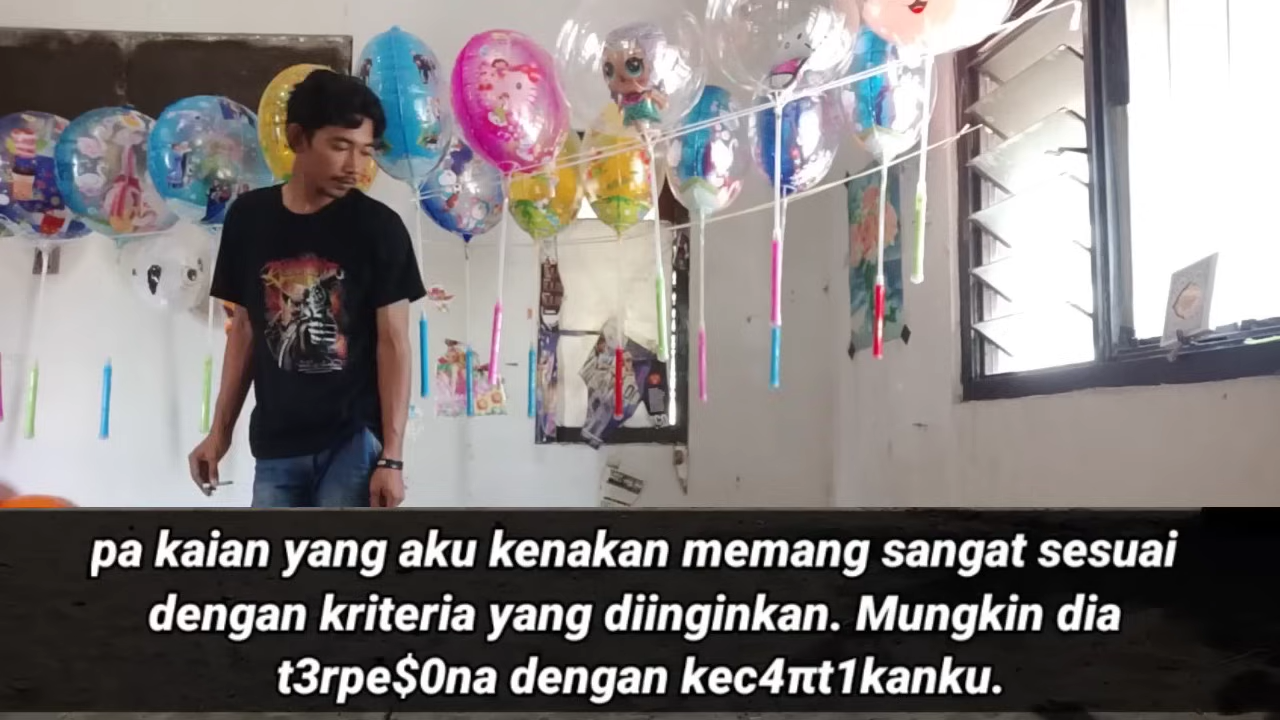 pa kaian yang aku kenakan memang sangat sesuai
dengan kriteria yang diinginkan. Mungkin dia
t3rpe$0na dengan kec4πt1kanku.